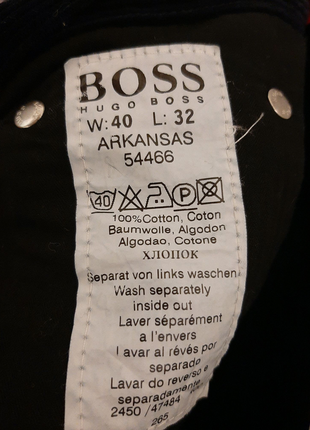 BOSS
HUGO BOSS
W:40 L: 32
ARKANSAS
54466
40 P
100%Cotton, Coton
Baumwolle, Algodon
Algodao, Cotone
ХЛОПОК
Separat von links waschen
Wash separately
inside out
Laver séparément
a l'envers
Lavar al révés por
separado
Lavar do reverso e
separadamente
2450 /47484
265